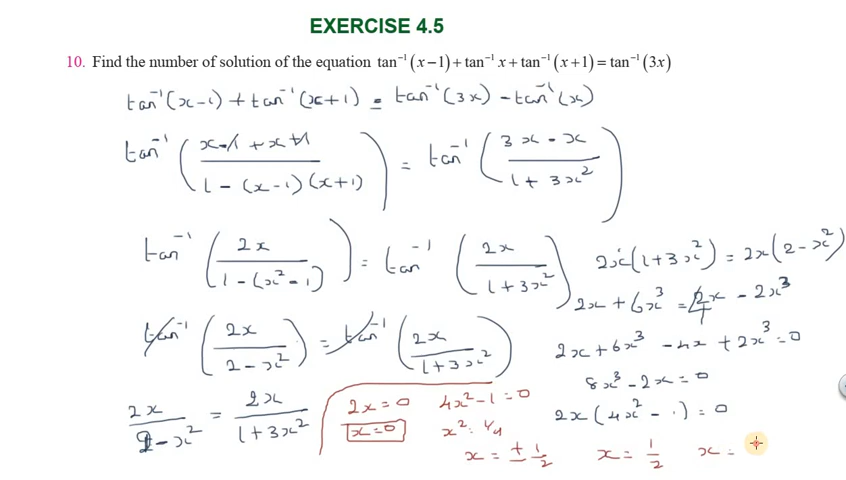 EXERCISE 4.5
10. Find the number of solution of the equation tan⁻¹(x−1)+tan⁻¹ x+tan⁻¹(x+1)=tan⁻¹(3x)
tan⁻¹(x-1) + tan⁻¹(x+1) = tan⁻¹(3x) - tan⁻¹(x)
tan⁻¹((x-1+x+1)/(1-(x-1)(x+1))) = tan⁻¹((3x-x)/(1+3x²))
tan⁻¹(2x/(1-(x²-1))) = tan⁻¹(2x/(1+3x²))
tan⁻¹(2x/(2-x²)) = tan⁻¹(2x/(1+3x²))
2x/(2-x²) = 2x/(1+3x²)
2x(1+3x²) = 2x(2-x²)
2x+6x³ = 4x - 2x³
2x+6x³ -4x +2x³=0
8x³-2x=0
2x(4x²-1)=0
2x=0 4x²-1=0
x=0 x²=1/4
x = ±1/2 x = 1/2 x =